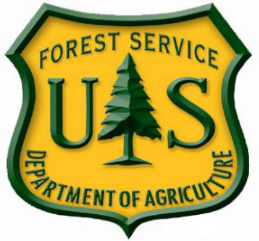 FOREST SERVICE
U S
DEPARTMENT OF AGRICULTURE